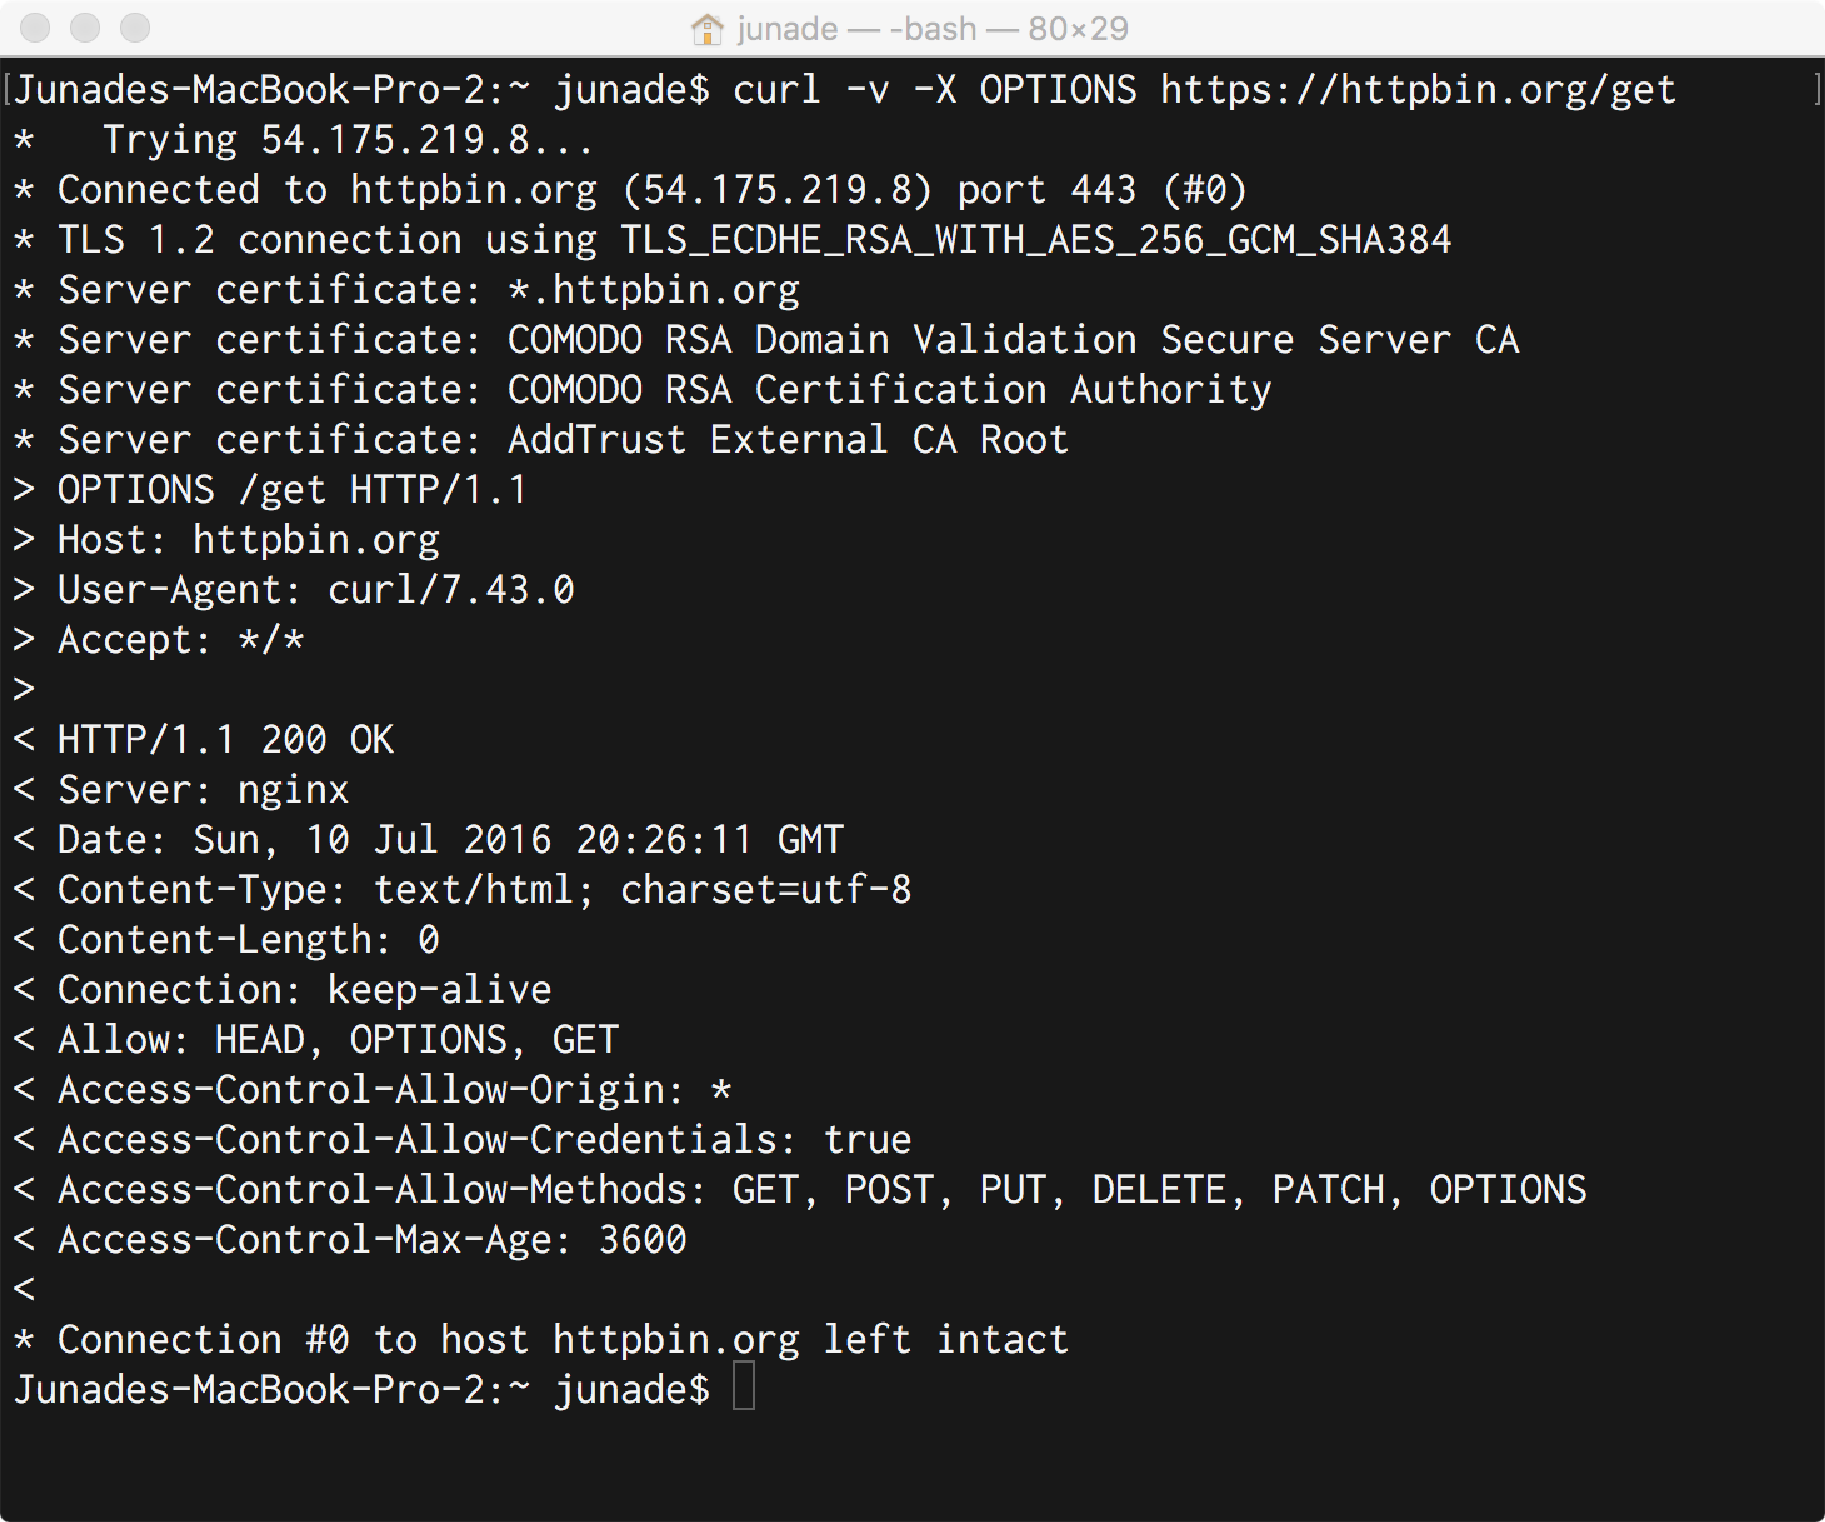 junade — -bash — 80×29
[Junades-MacBook-Pro-2:~ junade$ curl -v -X OPTIONS https://httpbin.org/get ]
*   Trying 54.175.219.8...
* Connected to httpbin.org (54.175.219.8) port 443 (#0)
* TLS 1.2 connection using TLS_ECDHE_RSA_WITH_AES_256_GCM_SHA384
* Server certificate: *.httpbin.org
* Server certificate: COMODO RSA Domain Validation Secure Server CA
* Server certificate: COMODO RSA Certification Authority
* Server certificate: AddTrust External CA Root
> OPTIONS /get HTTP/1.1
> Host: httpbin.org
> User-Agent: curl/7.43.0
> Accept: */*
>
< HTTP/1.1 200 OK
< Server: nginx
< Date: Sun, 10 Jul 2016 20:26:11 GMT
< Content-Type: text/html; charset=utf-8
< Content-Length: 0
< Connection: keep-alive
< Allow: HEAD, OPTIONS, GET
< Access-Control-Allow-Origin: *
< Access-Control-Allow-Credentials: true
< Access-Control-Allow-Methods: GET, POST, PUT, DELETE, PATCH, OPTIONS
< Access-Control-Max-Age: 3600
<
* Connection #0 to host httpbin.org left intact
Junades-MacBook-Pro-2:~ junade$